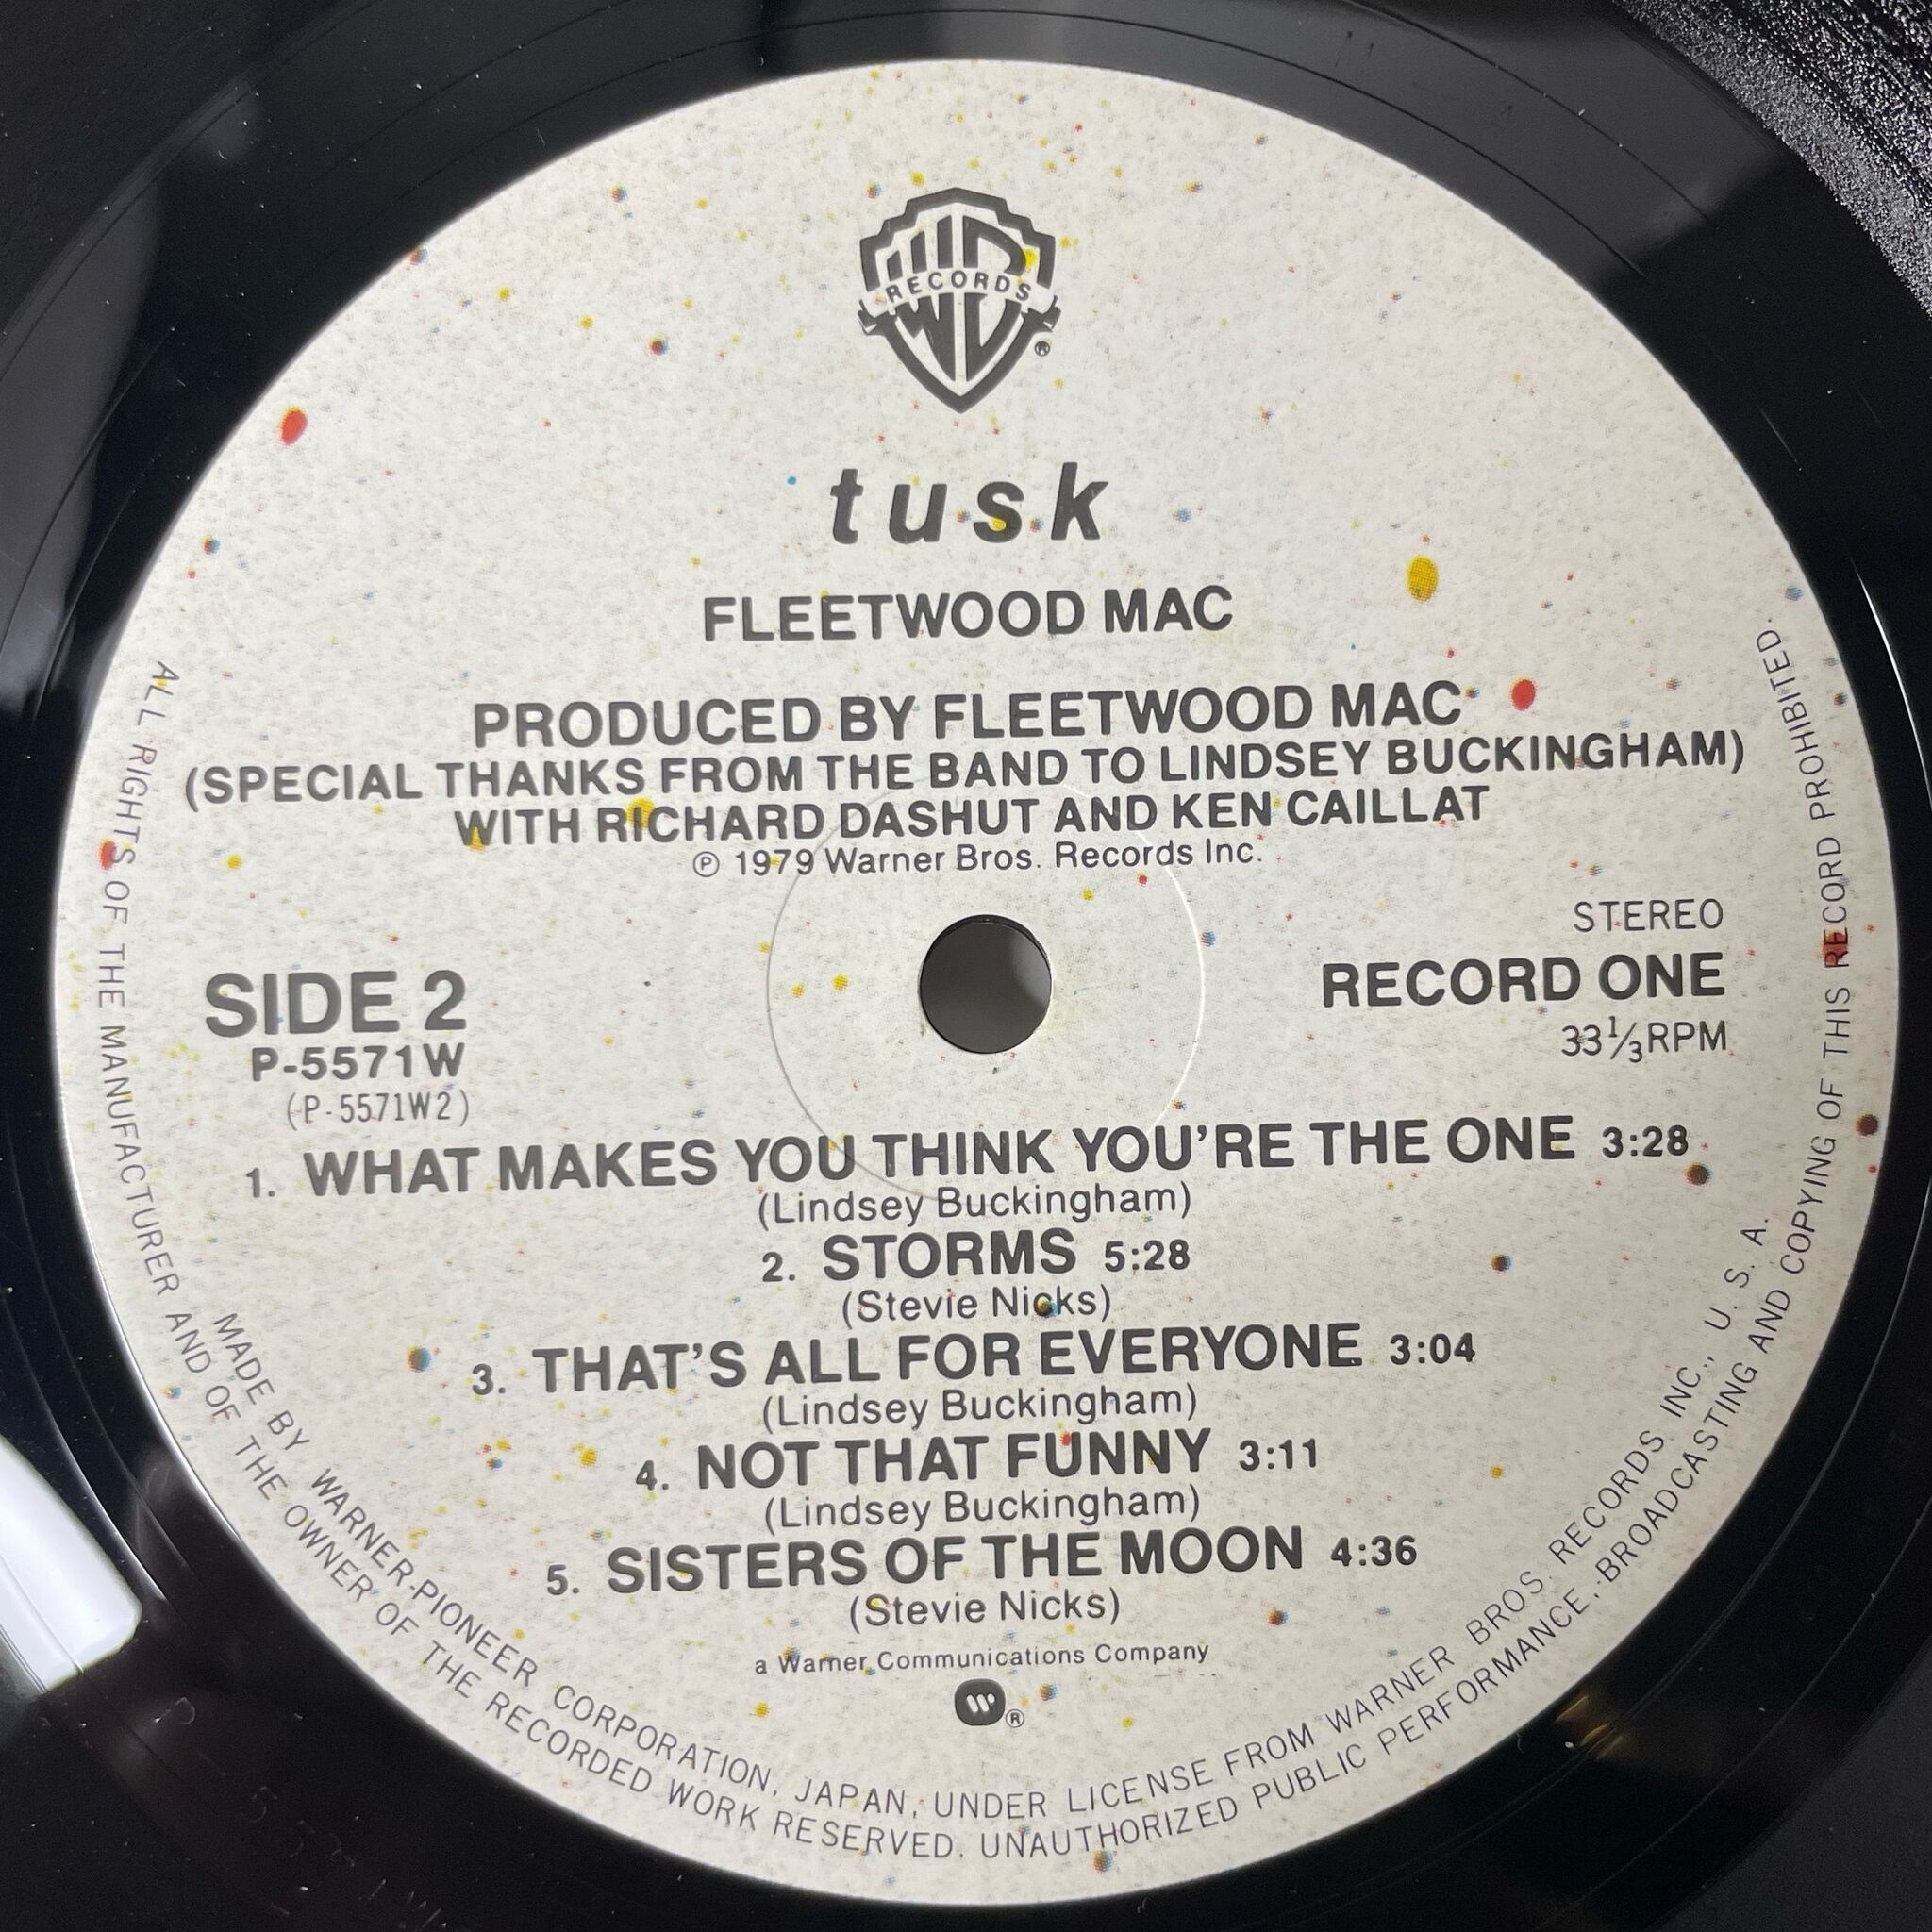 RECORDS
®
tusk
FLEETWOOD MAC
PRODUCED BY FLEETWOOD MAC
(SPECIAL THANKS FROM THE BAND TO LINDSEY BUCKINGHAM)
WITH RICHARD DASHUT AND KEN CAILLAT
℗ 1979 Warner Bros. Records Inc.
STEREO
SIDE 2
RECORD ONE
P-5571W
33⅓RPM
(P-5571W2)
1. WHAT MAKES YOU THINK YOU'RE THE ONE 3:28
(Lindsey Buckingham)
2. STORMS 5:28
(Stevie Nicks)
3. THAT'S ALL FOR EVERYONE 3:04
(Lindsey Buckingham)
4. NOT THAT FUNNY 3:11
(Lindsey Buckingham)
5. SISTERS OF THE MOON 4:36
(Stevie Nicks)
a Warner Communications Company
®
MADE BY WARNER-PIONEER CORPORATION, JAPAN, UNDER LICENSE FROM WARNER BROS. RECORDS INC., U. S. A.
ALL RIGHTS OF THE MANUFACTURER AND OF THE OWNER OF THE RECORDED WORK RESERVED. UNAUTHORIZED PUBLIC PERFORMANCE, BROADCASTING AND COPYING OF THIS RECORD PROHIBITED.